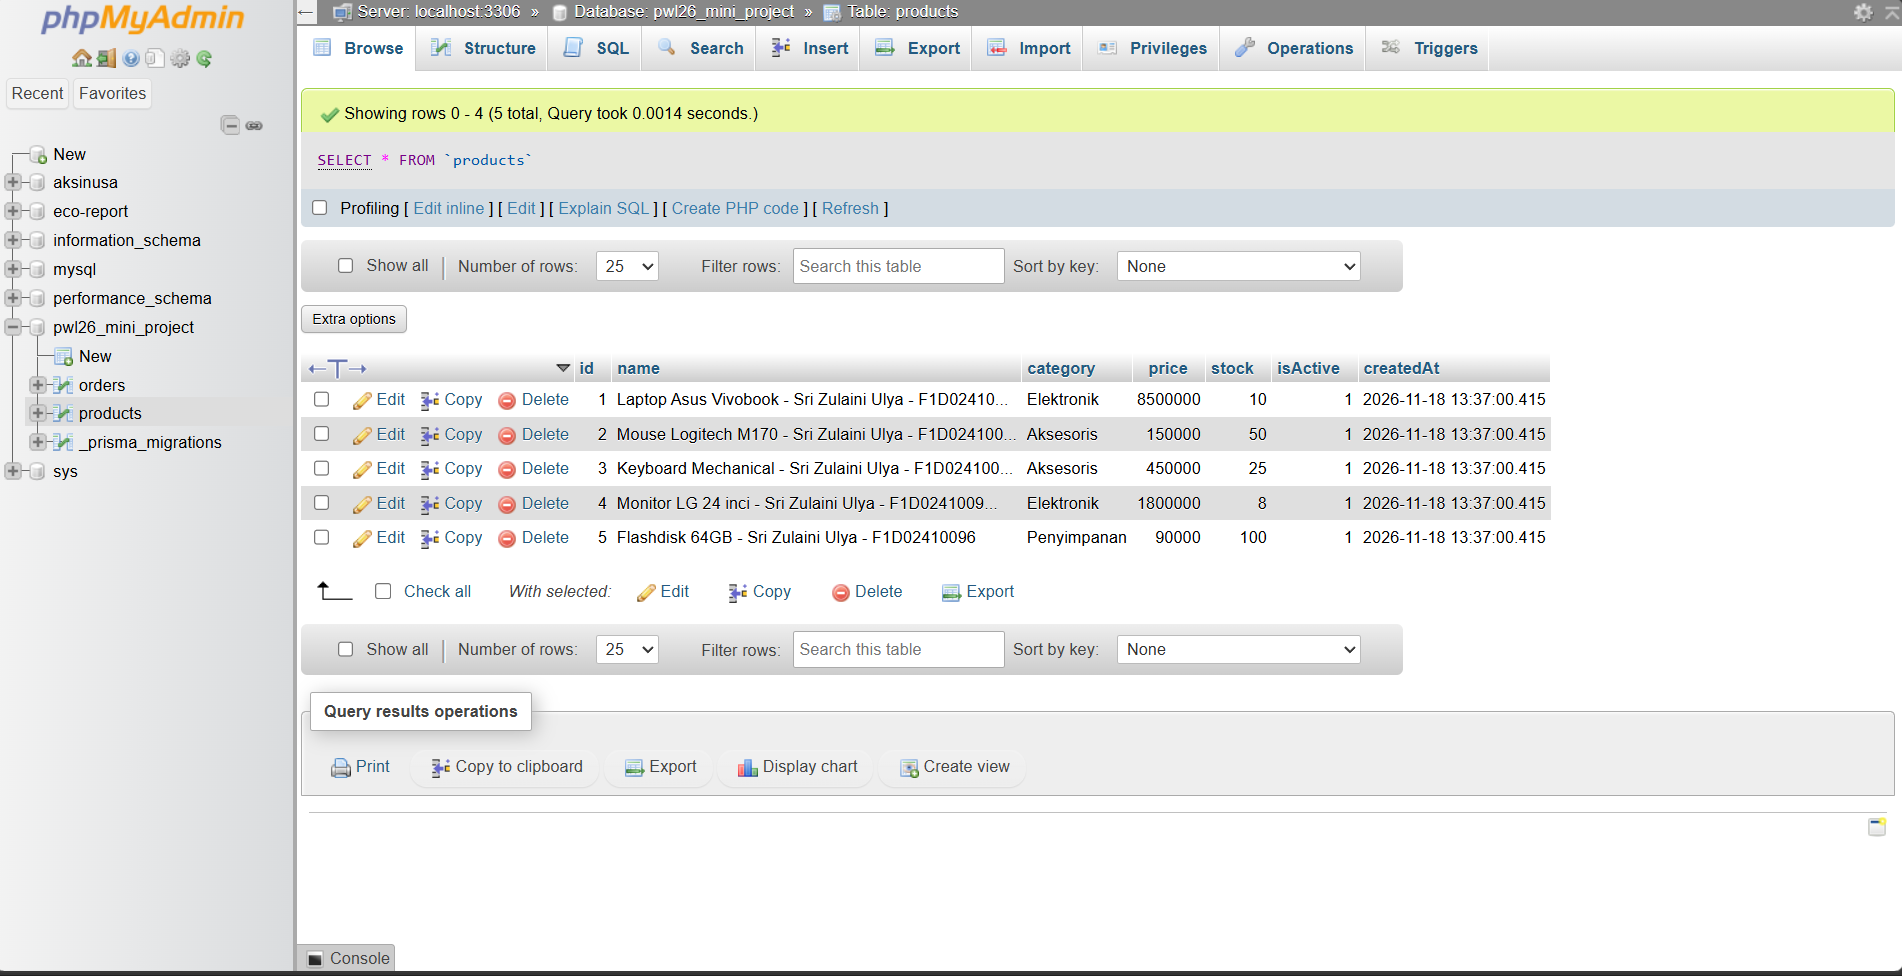 phpMyAdmin
Recent Favorites
New
aksinusa
eco-report
information_schema
mysql
performance_schema
pwl26_mini_project
New
orders
products
_prisma_migrations
sys
Server: localhost:3306 » Database: pwl26_mini_project » Table: products
Browse Structure SQL Search Insert Export Import Privileges Operations Triggers
Showing rows 0 - 4 (5 total, Query took 0.0014 seconds.)
SELECT * FROM `products`
Profiling [ Edit inline ] [ Edit ] [ Explain SQL ] [ Create PHP code ] [ Refresh ]
Show all Number of rows: 25 Filter rows: Search this table Sort by key: None
Extra options
id name category price stock isActive createdAt
Edit Copy Delete 1 Laptop Asus Vivobook - Sri Zulaini Ulya - F1D02410... Elektronik 8500000 10 1 2026-11-18 13:37:00.415
Edit Copy Delete 2 Mouse Logitech M170 - Sri Zulaini Ulya - F1D024100... Aksesoris 150000 50 1 2026-11-18 13:37:00.415
Edit Copy Delete 3 Keyboard Mechanical - Sri Zulaini Ulya - F1D024100... Aksesoris 450000 25 1 2026-11-18 13:37:00.415
Edit Copy Delete 4 Monitor LG 24 inci - Sri Zulaini Ulya - F1D0241009... Elektronik 1800000 8 1 2026-11-18 13:37:00.415
Edit Copy Delete 5 Flashdisk 64GB - Sri Zulaini Ulya - F1D02410096 Penyimpanan 90000 100 1 2026-11-18 13:37:00.415
Check all With selected: Edit Copy Delete Export
Show all Number of rows: 25 Filter rows: Search this table Sort by key: None
Query results operations
Print Copy to clipboard Export Display chart Create view
Console